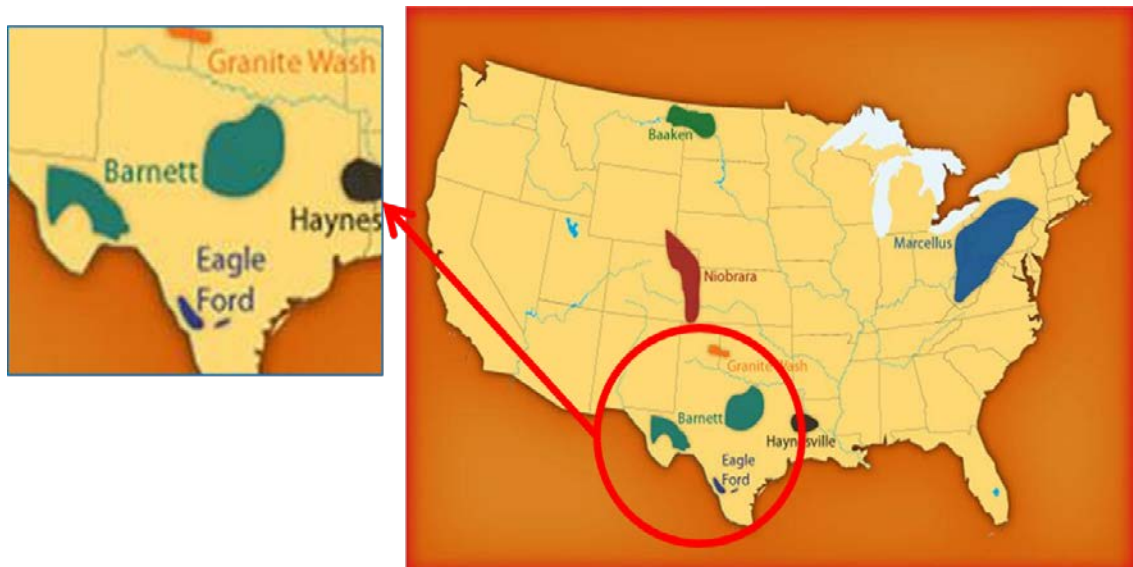 Granite Wash
Barnett
Haynes
Eagle
Ford
Baaken
Marcellus
Niobrara
Granite Wash
Barnett
Haynesville
Eagle
Ford